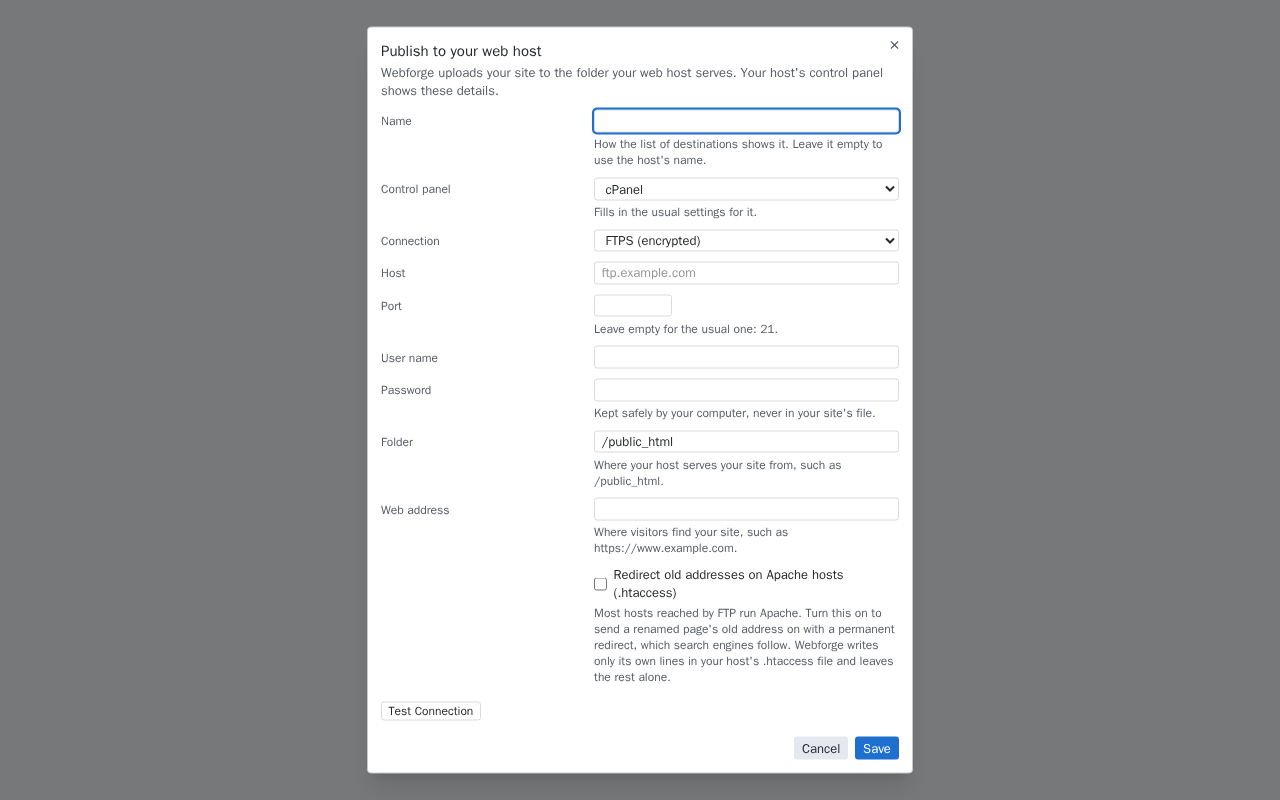 Publish to your web host
×
Webforge uploads your site to the folder your web host serves. Your host's control panel
shows these details.
Name
How the list of destinations shows it. Leave it empty to
use the host's name.
Control panel
cPanel
Fills in the usual settings for it.
Connection
FTPS (encrypted)
Host
ftp.example.com
Port
Leave empty for the usual one: 21.
User name
Password
Kept safely by your computer, never in your site's file.
Folder
/public_html
Where your host serves your site from, such as
/public_html.
Web address
Where visitors find your site, such as
https://www.example.com.
Redirect old addresses on Apache hosts
(.htaccess)
Most hosts reached by FTP run Apache. Turn this on to
send a renamed page's old address on with a permanent
redirect, which search engines follow. Webforge writes
only its own lines in your host's .htaccess file and leaves
the rest alone.
Test Connection
Cancel
Save